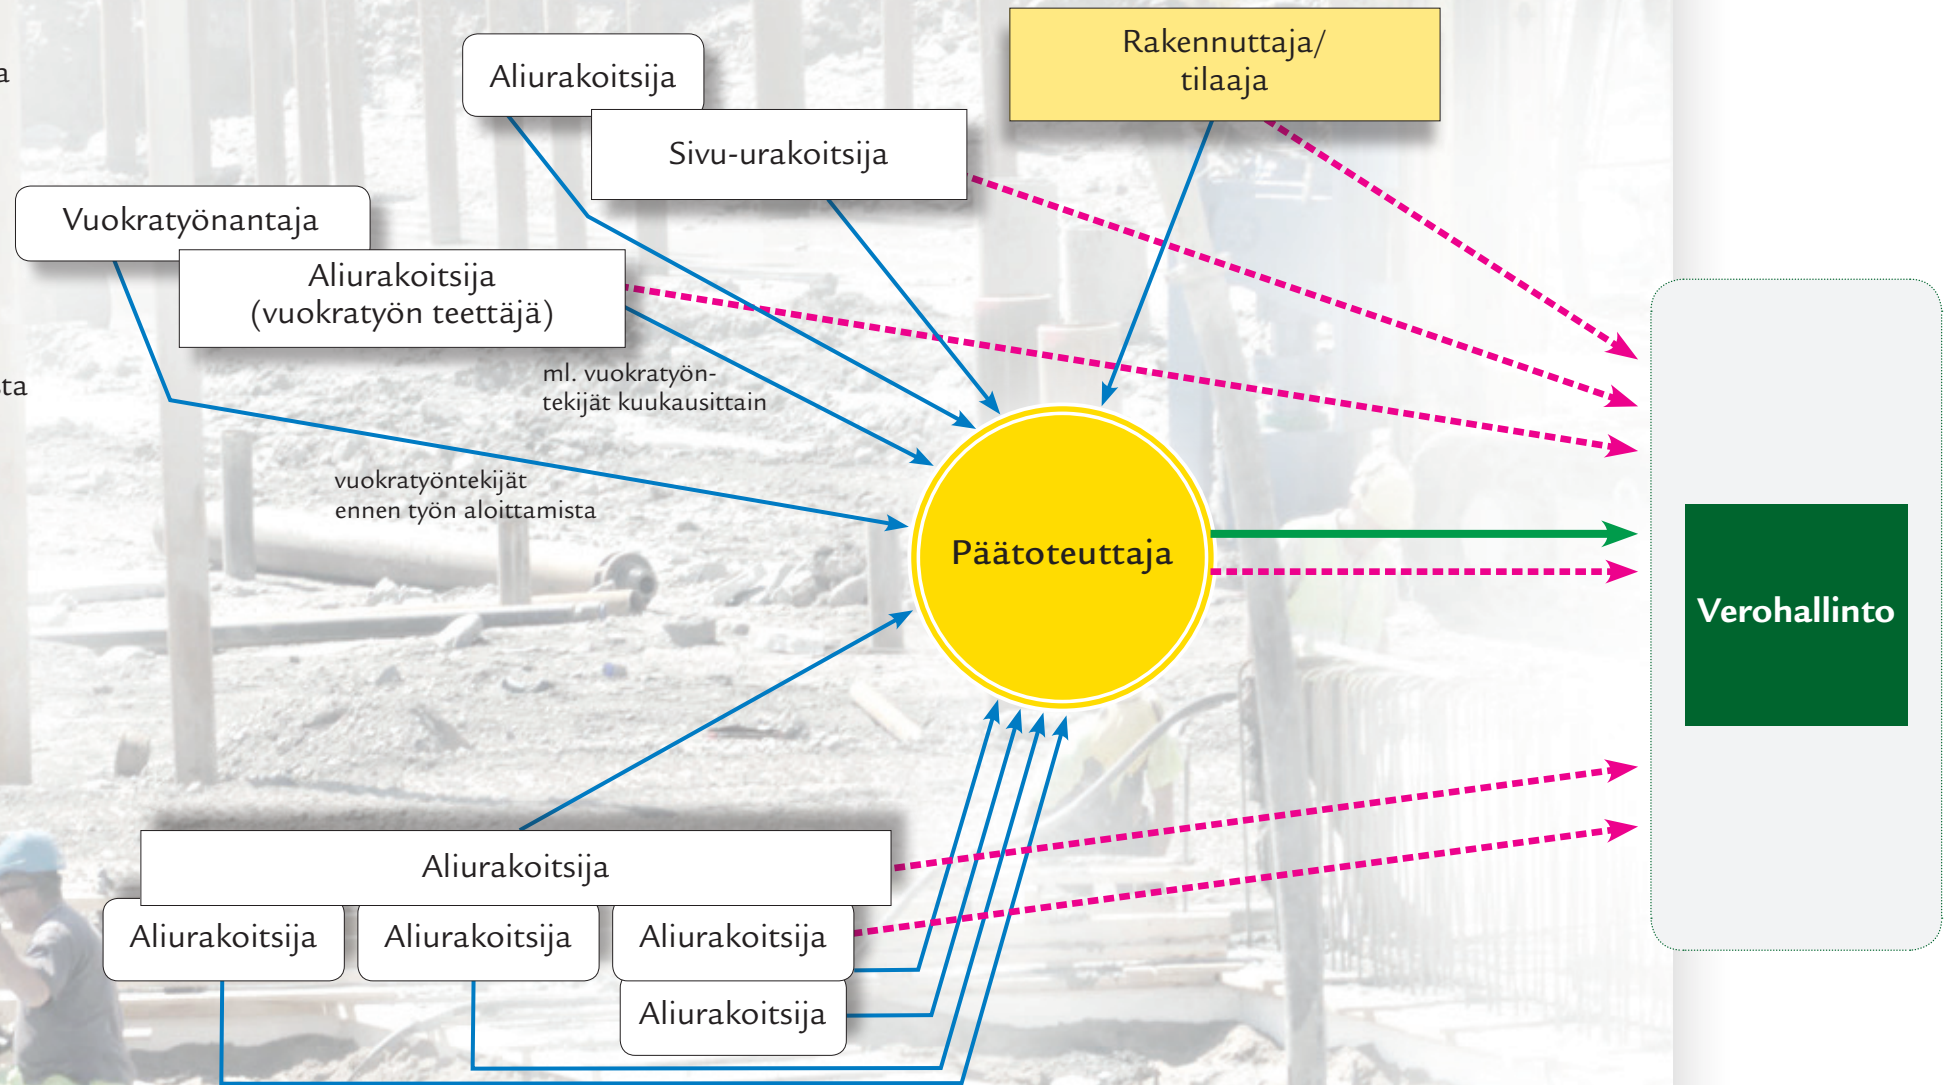 Rakennuttaja/
tilaaja
Aliurakoitsija
Sivu-urakoitsija
Vuokratyönantaja
Aliurakoitsija
(vuokratyön teettäjä)
ml. vuokratyön-
tekijät kuukausittain
vuokratyöntekijät
ennen työn aloittamista
Päätoteuttaja
Verohallinto
Aliurakoitsija
Aliurakoitsija
Aliurakoitsija
Aliurakoitsija
Aliurakoitsija